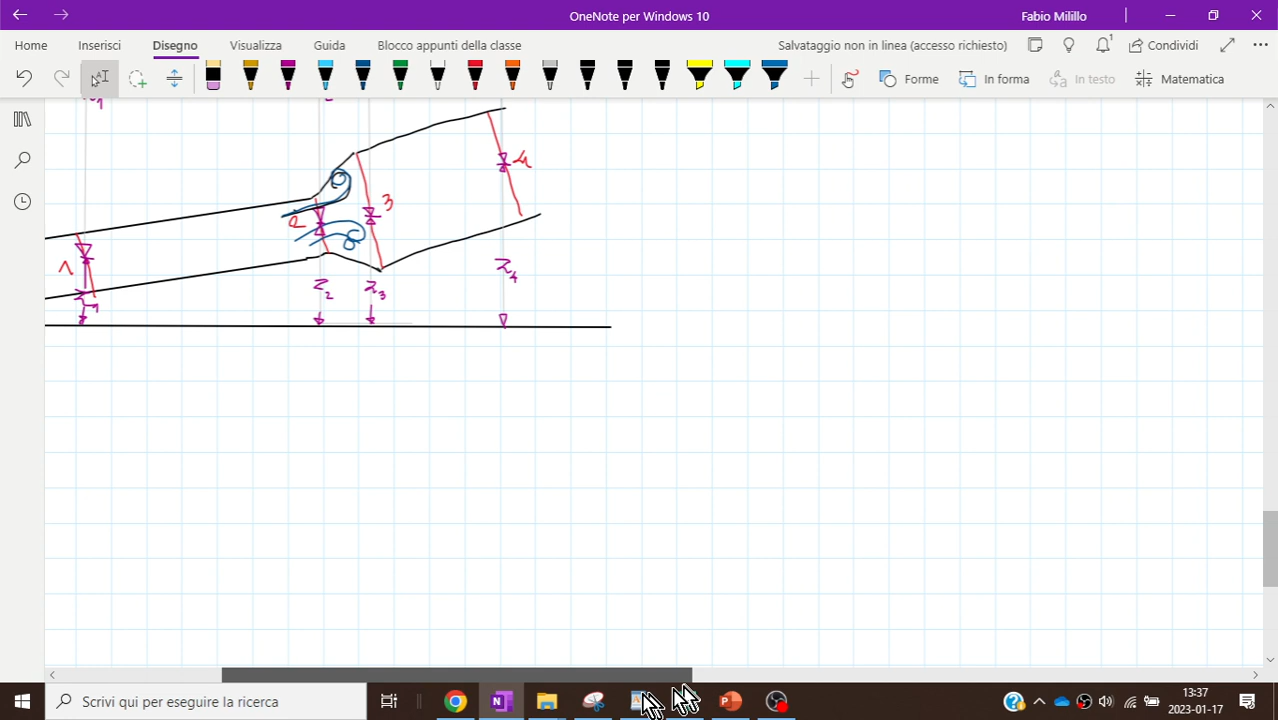 OneNote per Windows 10
Fabio Milillo
Home Inserisci Disegno Visualizza Guida Blocco appunti della classe
Salvataggio non in linea (accesso richiesto)
1
Condividi
Forme In forma In testo Matematica
4
3
2
1
Z4
Z2
Z3
Z1
Scrivi qui per eseguire la ricerca
13:37
2023-01-17